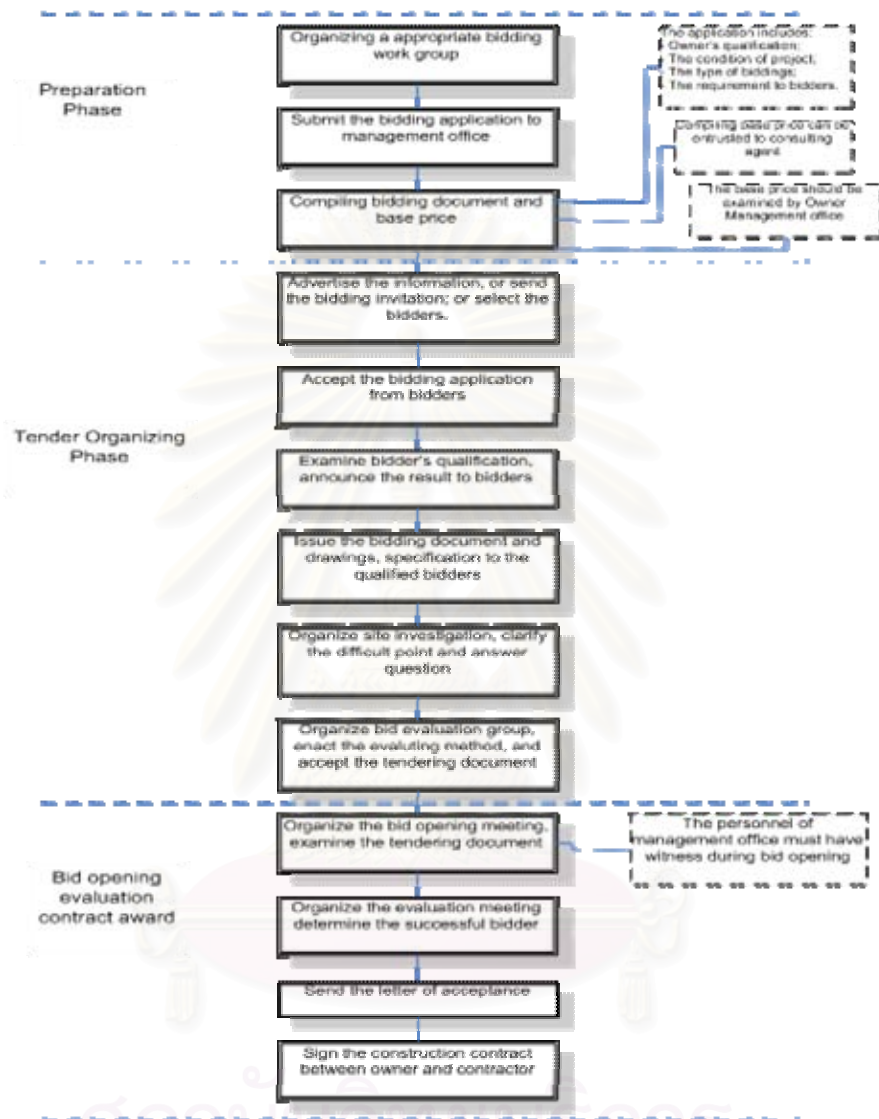 Organizing a appropriate bidding
work group
The application includes:
Owner's qualification;
The condition of project;
The type of biddings;
The requirement to bidders.
Preparation
Phase
Submit the bidding application to
management office
Compiling base price can be
entrusted to consulting
agent
Compiling bidding document and
base price
The base price should be
examined by Owner
Management office
Advertise the information, or send
the bidding invitation; or select the
bidders.
Accept the bidding application
from bidders
Tender Organizing
Phase
Examine bidder's qualification,
announce the result to bidders
Issue the bidding document and
drawings, specification to the
qualified bidders
Organize site investigation, clarify
the difficult point and answer
question
Organize bid evaluation group,
enact the evaluting method, and
accept the tendering document
Organize the bid opening meeting,
examine the tendering document
The personnel of
management office must have
witness during bid opening
Bid opening
evaluation
contract award
Organize the evaluation meeting
determine the successful bidder
Send the letter of acceptance
Sign the construction contract
between owner and contractor